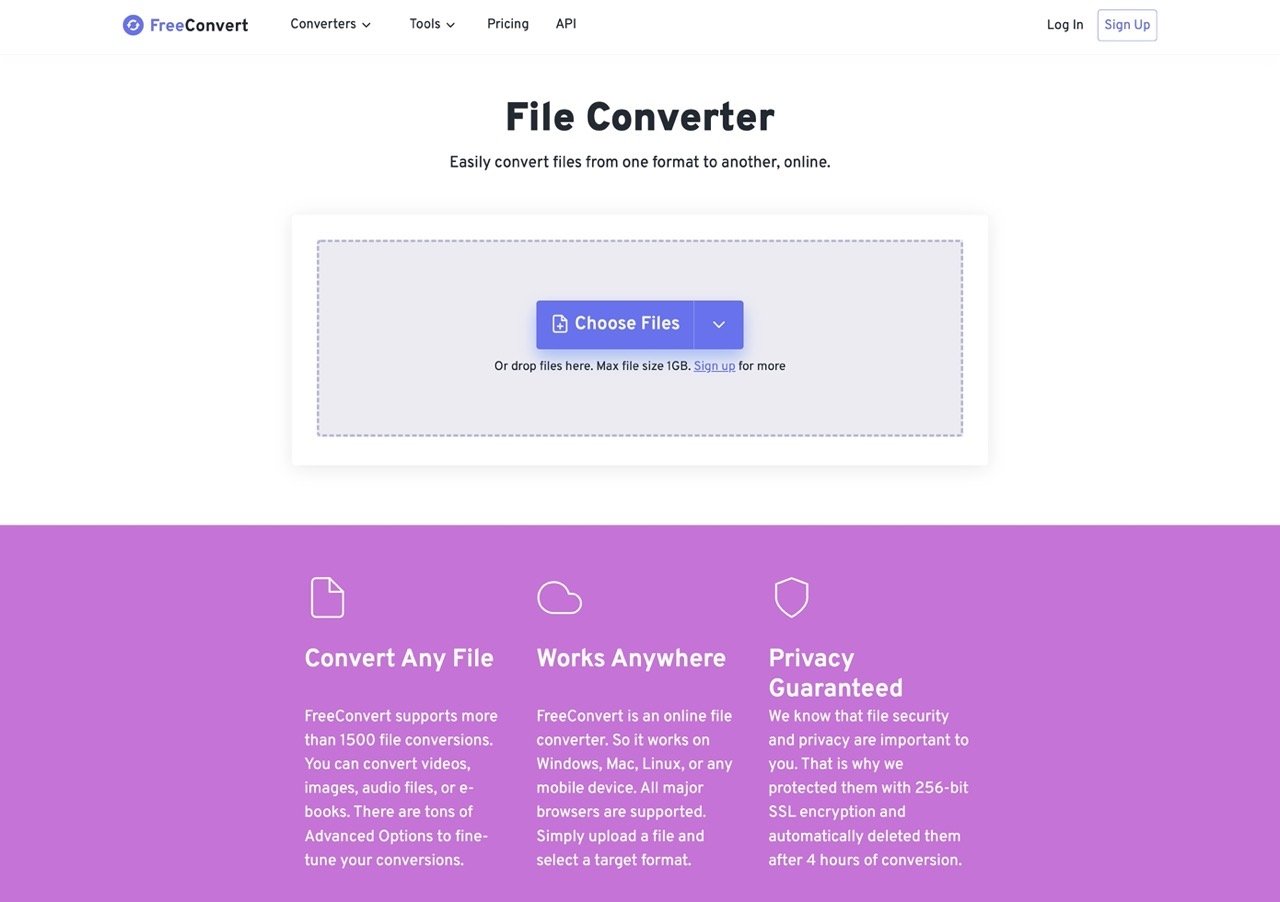 FreeConvert
Converters
Tools
Pricing
API
Log In
Sign Up
File Converter
Easily convert files from one format to another, online.
Choose Files
Or drop files here. Max file size 1GB. Sign up for more
Convert Any File
FreeConvert supports more
than 1500 file conversions.
You can convert videos,
images, audio files, or e-
books. There are tons of
Advanced Options to fine-
tune your conversions.
Works Anywhere
FreeConvert is an online file
converter. So it works on
Windows, Mac, Linux, or any
mobile device. All major
browsers are supported.
Simply upload a file and
select a target format.
Privacy
Guaranteed
We know that file security
and privacy are important to
you. That is why we
protected them with 256-bit
SSL encryption and
automatically deleted them
after 4 hours of conversion.